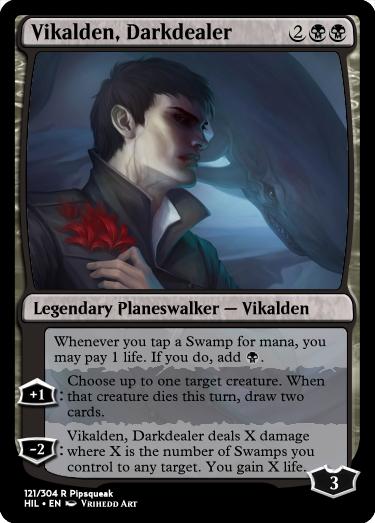 Vikalden, Darkdealer 2
Legendary Planeswalker — Vikalden
Whenever you tap a Swamp for mana, you
may pay 1 life. If you do, add .
+1: Choose up to one target creature. When
that creature dies this turn, draw two
cards.
-2: Vikalden, Darkdealer deals X damage
where X is the number of Swamps you
control to any target. You gain X life.
3
121/304 R Pipsqueak
HIL • EN Vrihedd Art